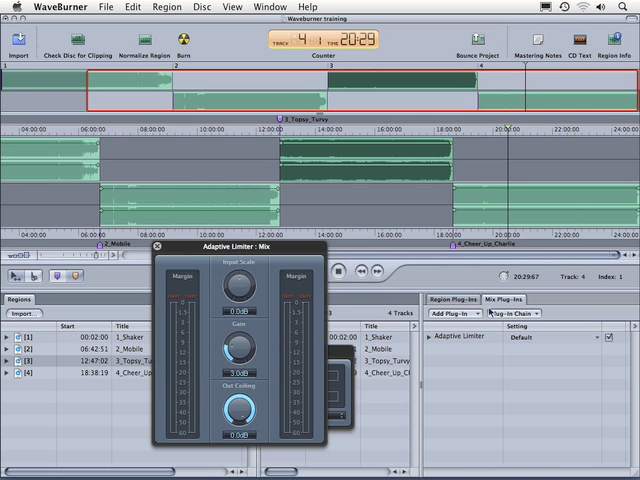 WaveBurner File Edit Region Disc View Window Help
Waveburner training
Import Check Disc for Clipping Normalize Region Burn TRACK 4 1 TIME 20:29 Counter Bounce Project Mastering Notes CD Text Region Info
1 2 3 4
3_Topsy_Turvy
04:00:00 06:00:00 08:00:00 10:00:00 12:00:00 14:00:00 16:00:00 18:00:00 20:00:00 22:00:00 24:00:00
04:00:00 06:00:00 08:00:00 10:00:00 12:00:00 14:00:00 16:00:00 18:00:00 20:00:00 22:00:00 24:00:00
2_Mobile 4_Cheer_Up_Charlie
Adaptive Limiter : Mix
20:29:67 Track: 4 Index: 1
Margin Input Scale Margin
0.0dB
Gain
3.0dB
Out Ceiling
0.0dB
Regions 4 Tracks
Import...
Start Title Title
[1] 00:02:00 1_Shaker 1_Shaker
[2] 06:42:51 2_Mobile 2_Mobile
[3] 12:47:02 3_Topsy_Turvy 3_Topsy_Turvy
[4] 18:38:19 4_Cheer_Up_C 4_Cheer_Up_Ch
Region Plug-Ins Mix Plug-Ins
Add Plug-In Plug-In Chain
Setting
Adaptive Limiter Default